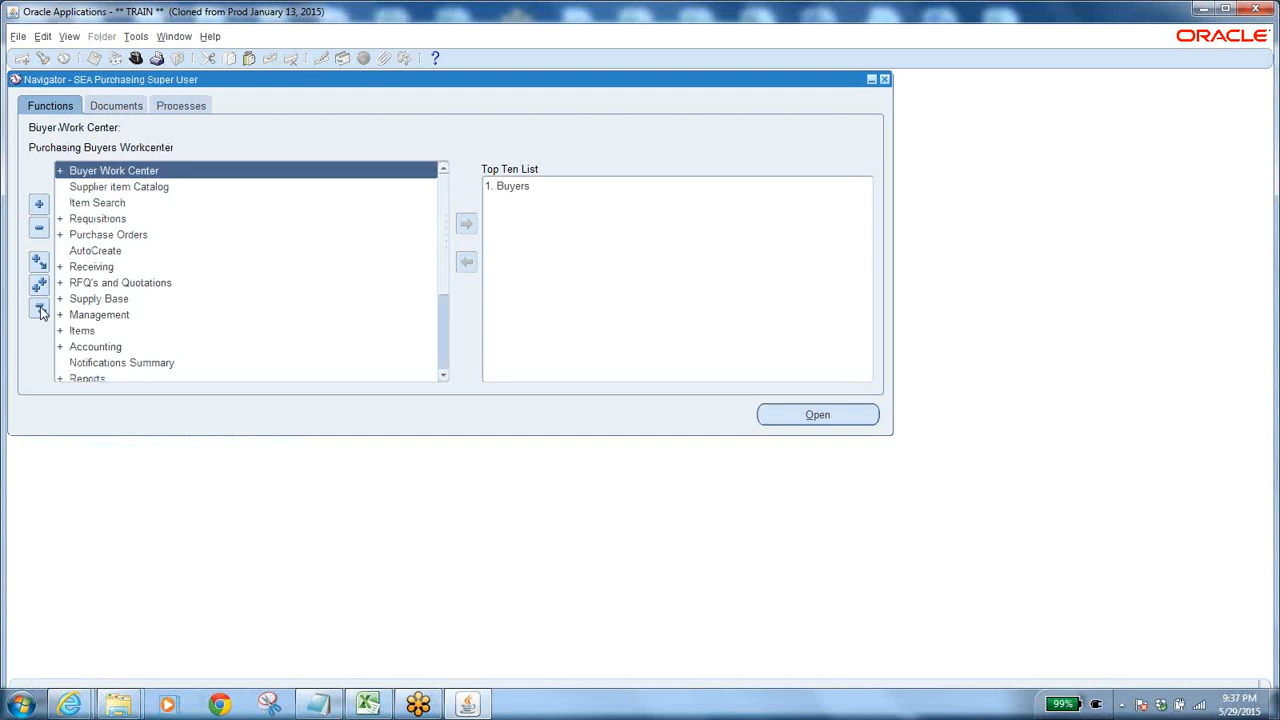 Oracle Applications - ** TRAIN ** (Cloned from Prod January 13, 2015)
File Edit View Folder Tools Window Help
ORACLE
Navigator - SEA Purchasing Super User
Functions Documents Processes
Buyer Work Center:
Purchasing Buyers Workcenter
Top Ten List
+ Buyer Work Center
Supplier Item Catalog
Item Search
+ Requisitions
+ Purchase Orders
AutoCreate
+ Receiving
+ RFQ's and Quotations
+ Supply Base
+ Management
+ Items
+ Accounting
Notifications Summary
+ Reports
1. Buyers
Open
99%
9:37 PM
5/29/2015